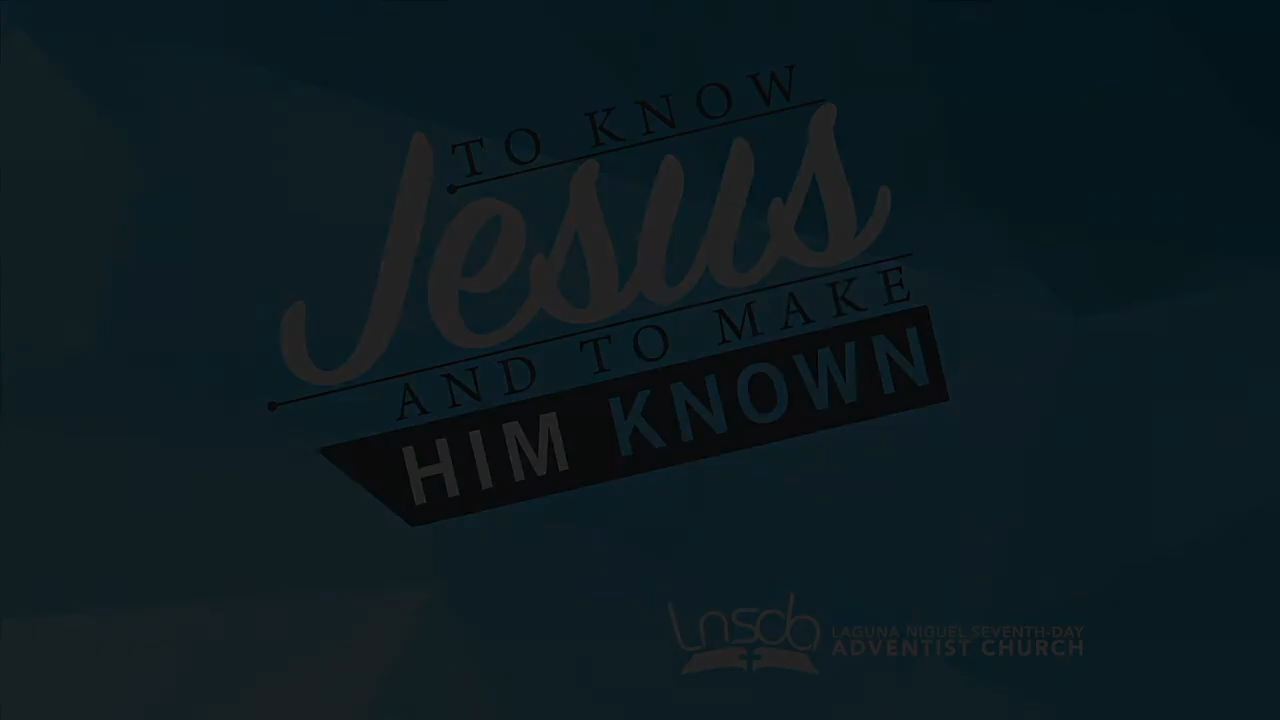 TO KNOW
Jesus
AND TO MAKE
HIM KNOWN
lnsda
LAGUNA NIGUEL SEVENTH-DAY
ADVENTIST CHURCH